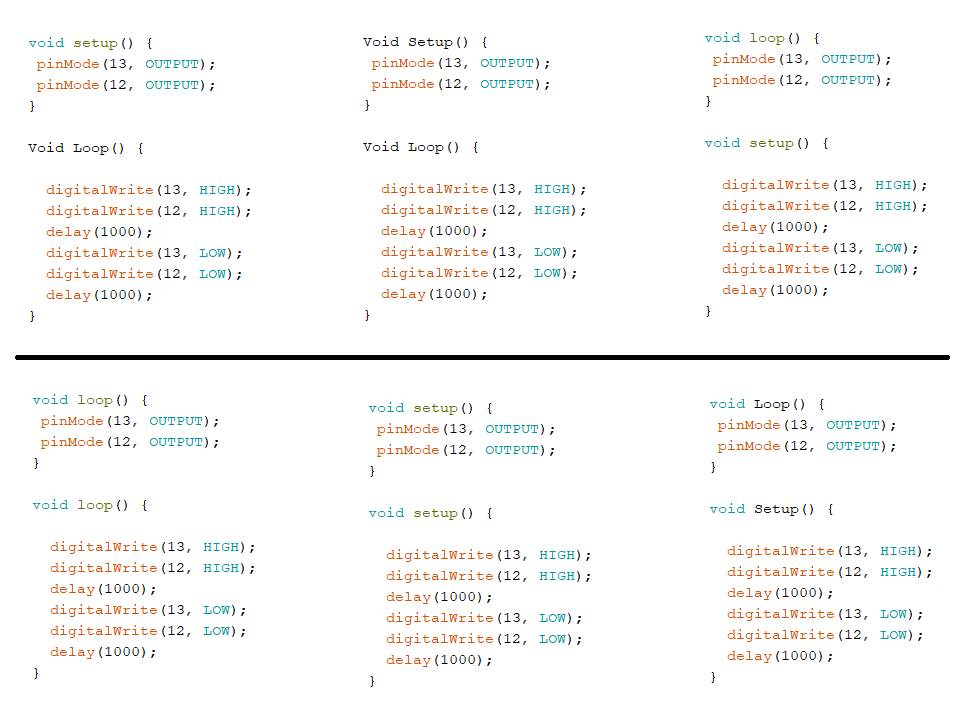 void setup() {
pinMode(13, OUTPUT);
pinMode(12, OUTPUT);
}
Void Loop() {
digitalWrite(13, HIGH);
digitalWrite(12, HIGH);
delay(1000);
digitalWrite(13, LOW);
digitalWrite(12, LOW);
delay(1000);
}
Void Setup() {
pinMode(13, OUTPUT);
pinMode(12, OUTPUT);
}
Void Loop() {
digitalWrite(13, HIGH);
digitalWrite(12, HIGH);
delay(1000);
digitalWrite(13, LOW);
digitalWrite(12, LOW);
delay(1000);
}
void loop() {
pinMode(13, OUTPUT);
pinMode(12, OUTPUT);
}
void setup() {
digitalWrite(13, HIGH);
digitalWrite(12, HIGH);
delay(1000);
digitalWrite(13, LOW);
digitalWrite(12, LOW);
delay(1000);
}
void loop() {
pinMode(13, OUTPUT);
pinMode(12, OUTPUT);
}
void loop() {
digitalWrite(13, HIGH);
digitalWrite(12, HIGH);
delay(1000);
digitalWrite(13, LOW);
digitalWrite(12, LOW);
delay(1000);
}
void setup() {
pinMode(13, OUTPUT);
pinMode(12, OUTPUT);
}
void setup() {
digitalWrite(13, HIGH);
digitalWrite(12, HIGH);
delay(1000);
digitalWrite(13, LOW);
digitalWrite(12, LOW);
delay(1000);
}
void Loop() {
pinMode(13, OUTPUT);
pinMode(12, OUTPUT);
}
void Setup() {
digitalWrite(13, HIGH);
digitalWrite(12, HIGH);
delay(1000);
digitalWrite(13, LOW);
digitalWrite(12, LOW);
delay(1000);
}